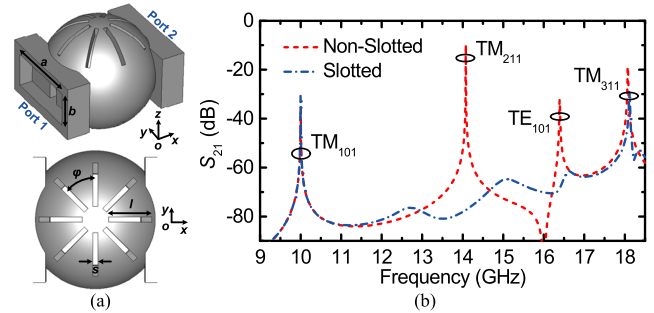 Port 2
a
b
Port 1
z
y
x
o
φ
l
y
o
x
s
(a)
0
-20
-40
-60
-80
S21 (dB)
Non-Slotted
Slotted
TM101
TM211
TE101
TM311
9 10 11 12 13 14 15 16 17 18
Frequency (GHz)
(b)